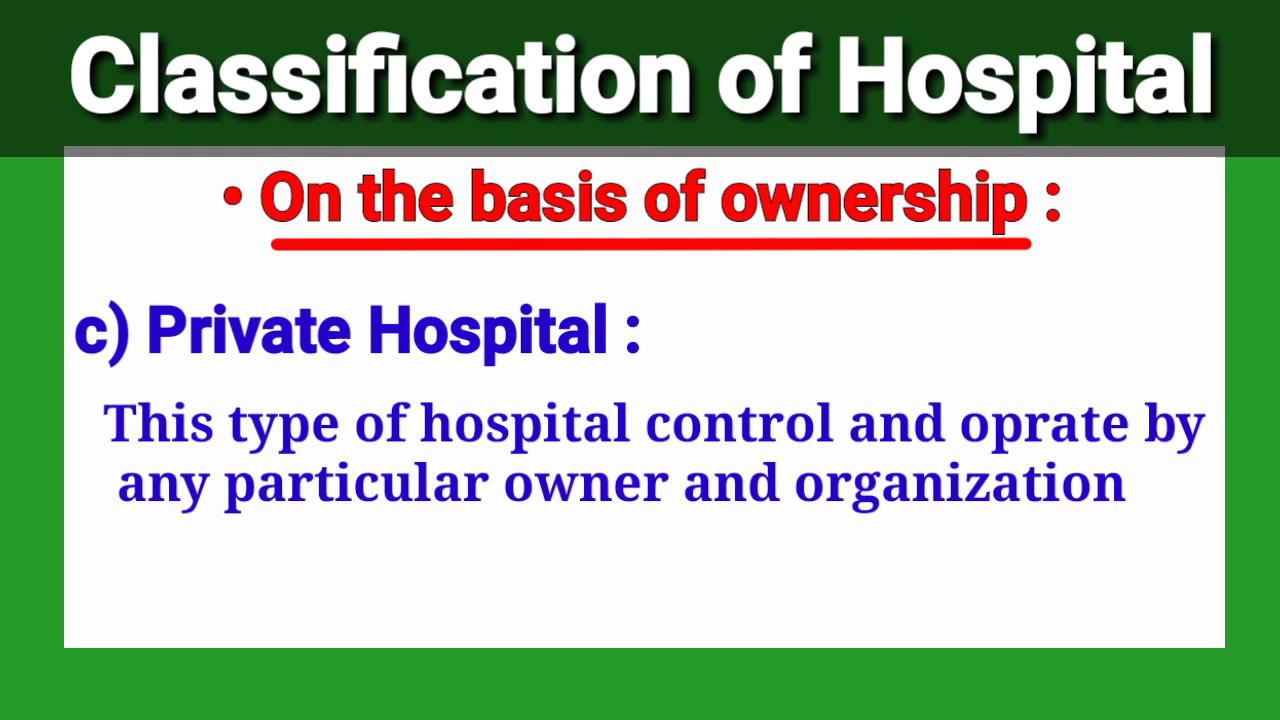 Classification of Hospital
• On the basis of ownership :
c) Private Hospital :
This type of hospital control and oprate by
any particular owner and organization